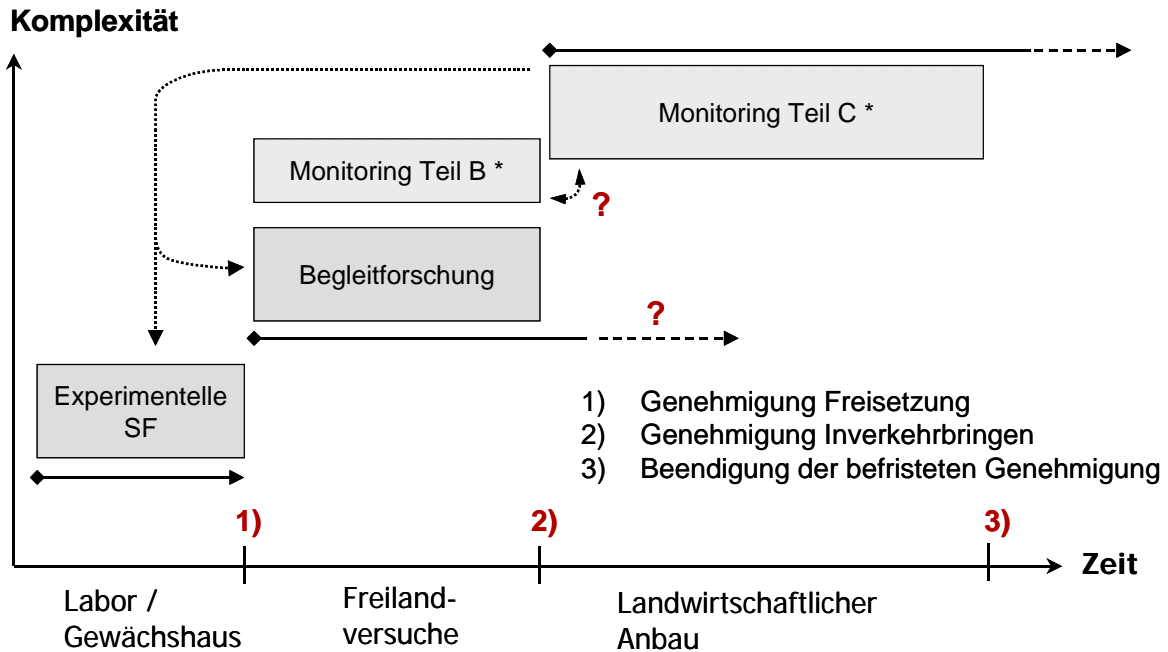 Komplexität
Monitoring Teil C *
Monitoring Teil B *
?
Begleitforschung
?
Experimentelle
SF
1) Genehmigung Freisetzung
2) Genehmigung Inverkehrbringen
3) Beendigung der befristeten Genehmigung
1)
2)
3)
Zeit
Labor /
Gewächshaus
Freiland-
versuche
Landwirtschaftlicher
Anbau